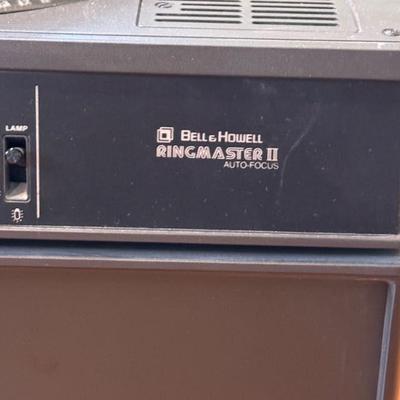 LAMP
BELL & HOWELL
RINGMASTER II
AUTO-FOCUS